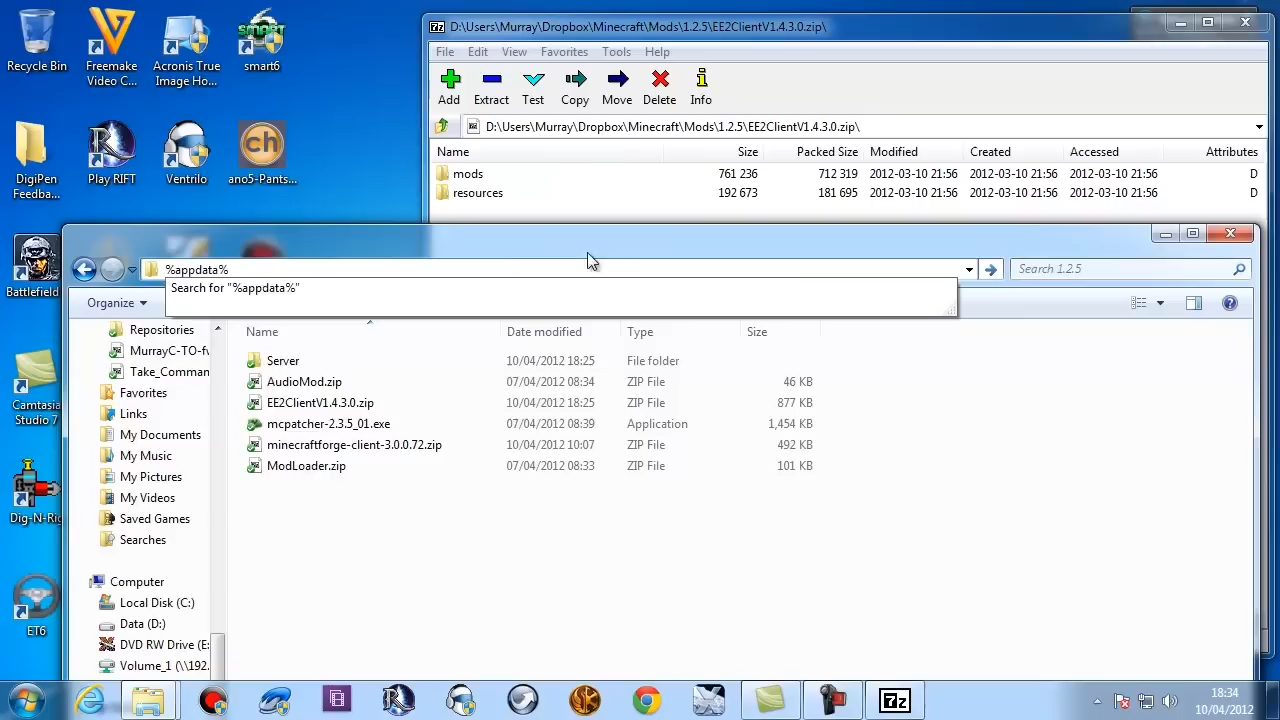 Recycle Bin
Freemake
Video C...
Acronis True
Image Ho...
smart6
DigiPen
Feedba...
Play RIFT
Ventrilo
ch
ano5-Pants...
Battlefield
Camtasia
Studio 7
Dig-N-Rig
ET6
D:\Users\Murray\Dropbox\Minecraft\Mods\1.2.5\EE2ClientV1.4.3.0.zip\
File Edit View Favorites Tools Help
Add Extract Test Copy Move Delete Info
D:\Users\Murray\Dropbox\Minecraft\Mods\1.2.5\EE2ClientV1.4.3.0.zip\
Name Size Packed Size Modified Created Accessed Attributes
mods 761 236 712 319 2012-03-10 21:56 2012-03-10 21:56 2012-03-10 21:56 D
resources 192 673 181 695 2012-03-10 21:56 2012-03-10 21:56 2012-03-10 21:56 D
%appdata% Search 1.2.5
Search for "%appdata%"
Organize
Repositories
MurrayC-TO-fv
Take_Comman
Favorites
Links
My Documents
My Music
My Pictures
My Videos
Saved Games
Searches
Computer
Local Disk (C:)
Data (D:)
DVD RW Drive (E:
Volume_1 (\\192.
Name Date modified Type Size
Server 10/04/2012 18:25 File folder
AudioMod.zip 07/04/2012 08:34 ZIP File 46 KB
EE2ClientV1.4.3.0.zip 10/04/2012 18:25 ZIP File 877 KB
mcpatcher-2.3.5_01.exe 07/04/2012 08:39 Application 1,454 KB
minecraftforge-client-3.0.0.72.zip 10/04/2012 10:07 ZIP File 492 KB
ModLoader.zip 07/04/2012 08:33 ZIP File 101 KB
7z
18:34
10/04/2012